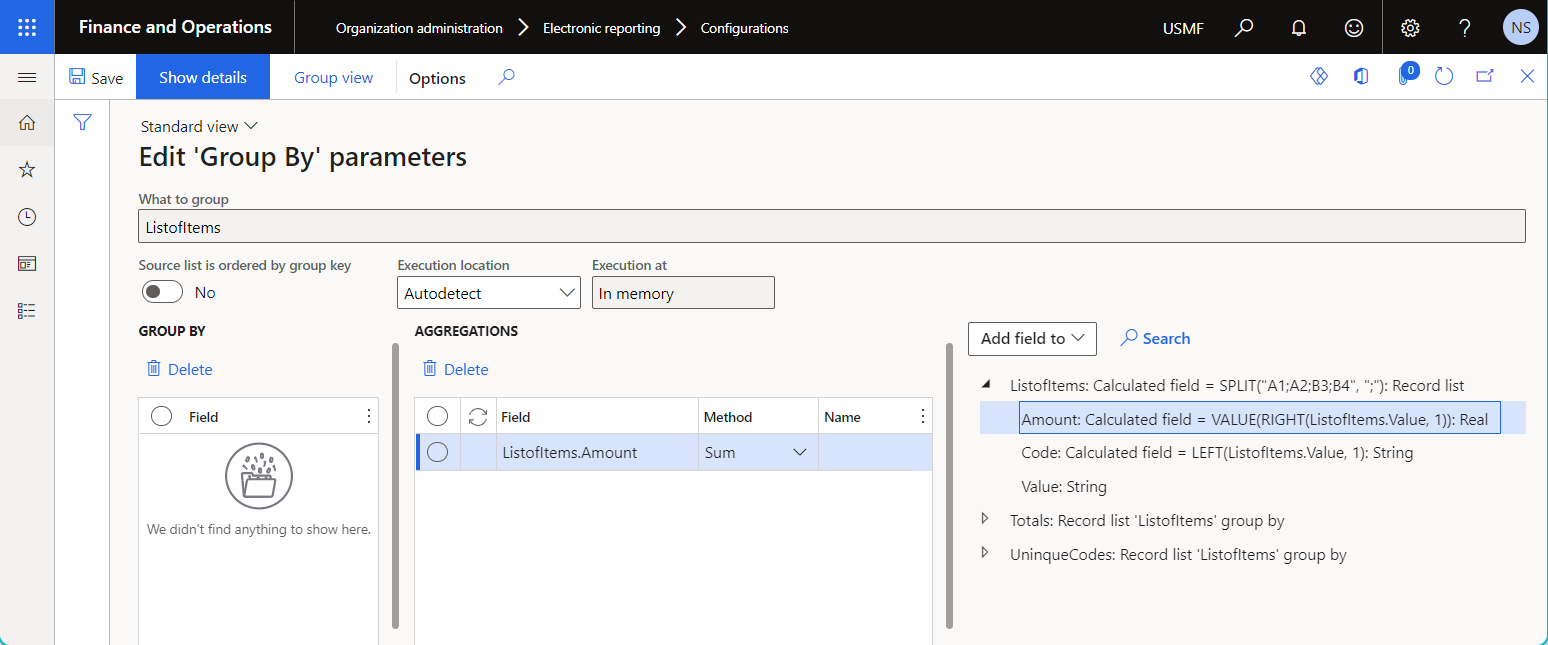 Finance and Operations
Organization administration
Electronic reporting
Configurations
USMF
NS
Save
Show details
Group view
Options
0
Standard view
Edit 'Group By' parameters
What to group
ListofItems
Source list is ordered by group key
No
Execution location
Autodetect
Execution at
In memory
GROUP BY
Delete
Field
We didn't find anything to show here.
AGGREGATIONS
Delete
Field Method Name
ListofItems.Amount Sum
Add field to
Search
ListofItems: Calculated field = SPLIT("A1;A2;B3;B4", ";"): Record list
Amount: Calculated field = VALUE(RIGHT(ListofItems.Value, 1)): Real
Code: Calculated field = LEFT(ListofItems.Value, 1): String
Value: String
Totals: Record list 'ListofItems' group by
UninqueCodes: Record list 'ListofItems' group by